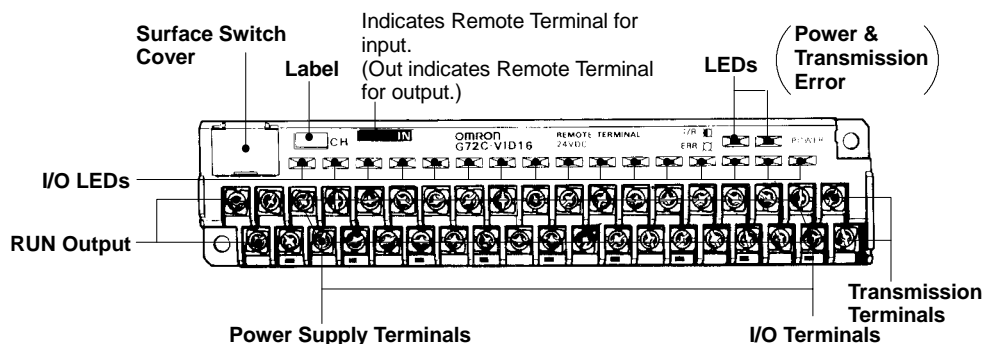 Indicates Remote Terminal for
input.
(Out indicates Remote Terminal
for output.)
Surface Switch
Cover
Label
LEDs
(Power &
Transmission
Error)
CH
IN
OMRON
G72C-VID16
REMOTE TERMINAL
24VDC
T/R
ERR
POWER
I/O LEDs
RUN Output
Power Supply Terminals
I/O Terminals
Transmission
Terminals